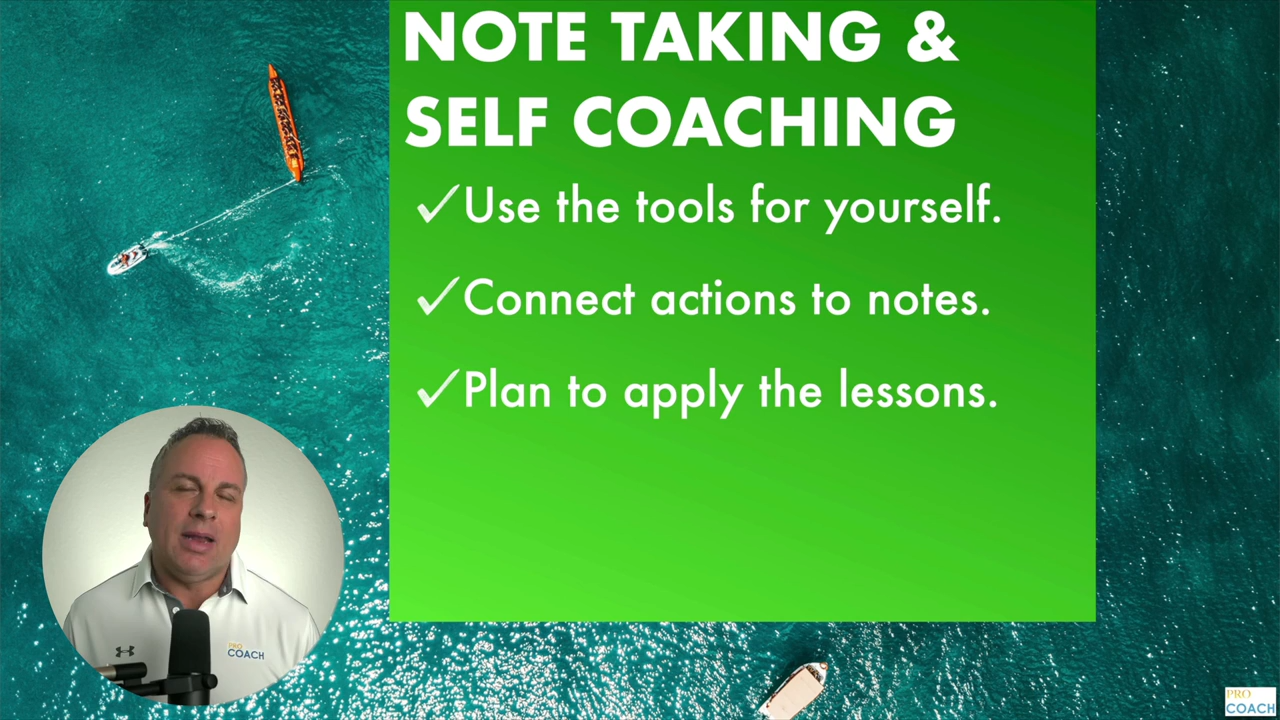 NOTE TAKING &
SELF COACHING
✓Use the tools for yourself.
✓Connect actions to notes.
✓Plan to apply the lessons.
PRO
COACH
PRO
COACH